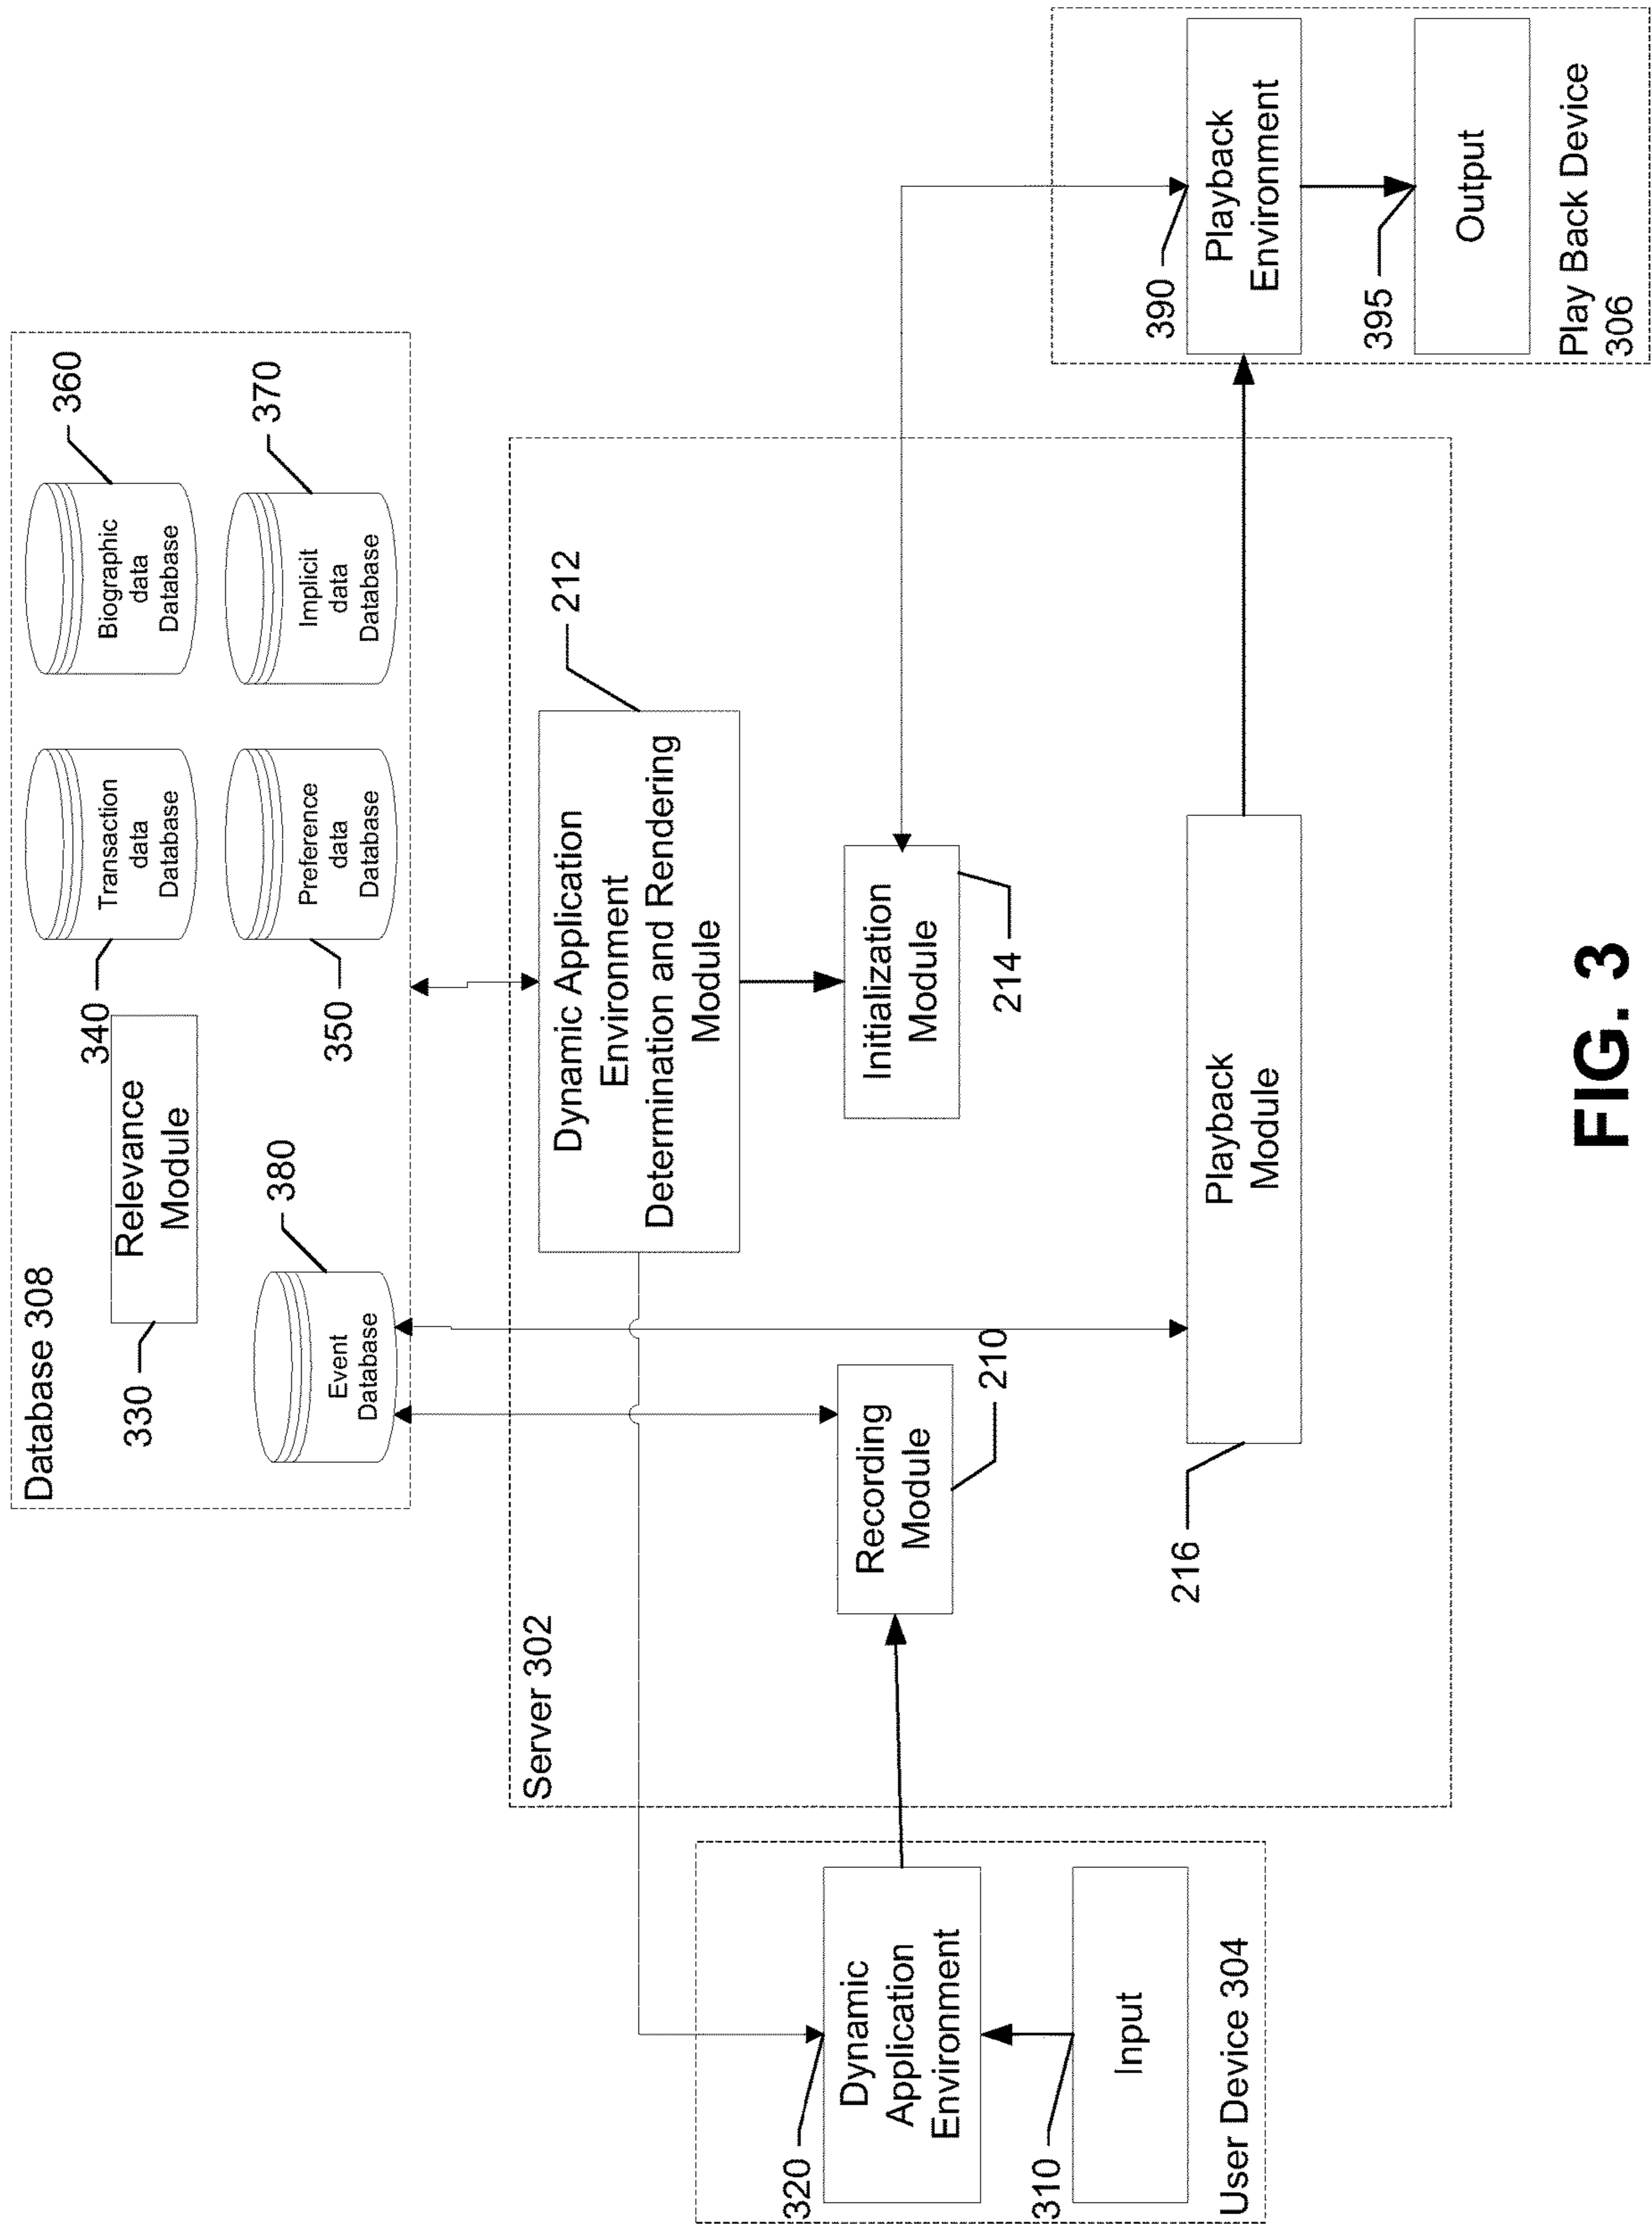 Database 308
330
Relevance
Module
340
Transaction
data
Database
Biographic
data
Database
360
Event
Database
380
350
Preference
data
Database
Implicit
data
Database
370
Server 302
Dynamic Application
Environment
Determination and Rendering
Module
212
Recording
Module
210
Initialization
Module
214
216
Playback
Module
320
Dynamic
Application
Environment
310
Input
User Device 304
390
Playback
Environment
395
Output
Play Back Device
306
FIG. 3